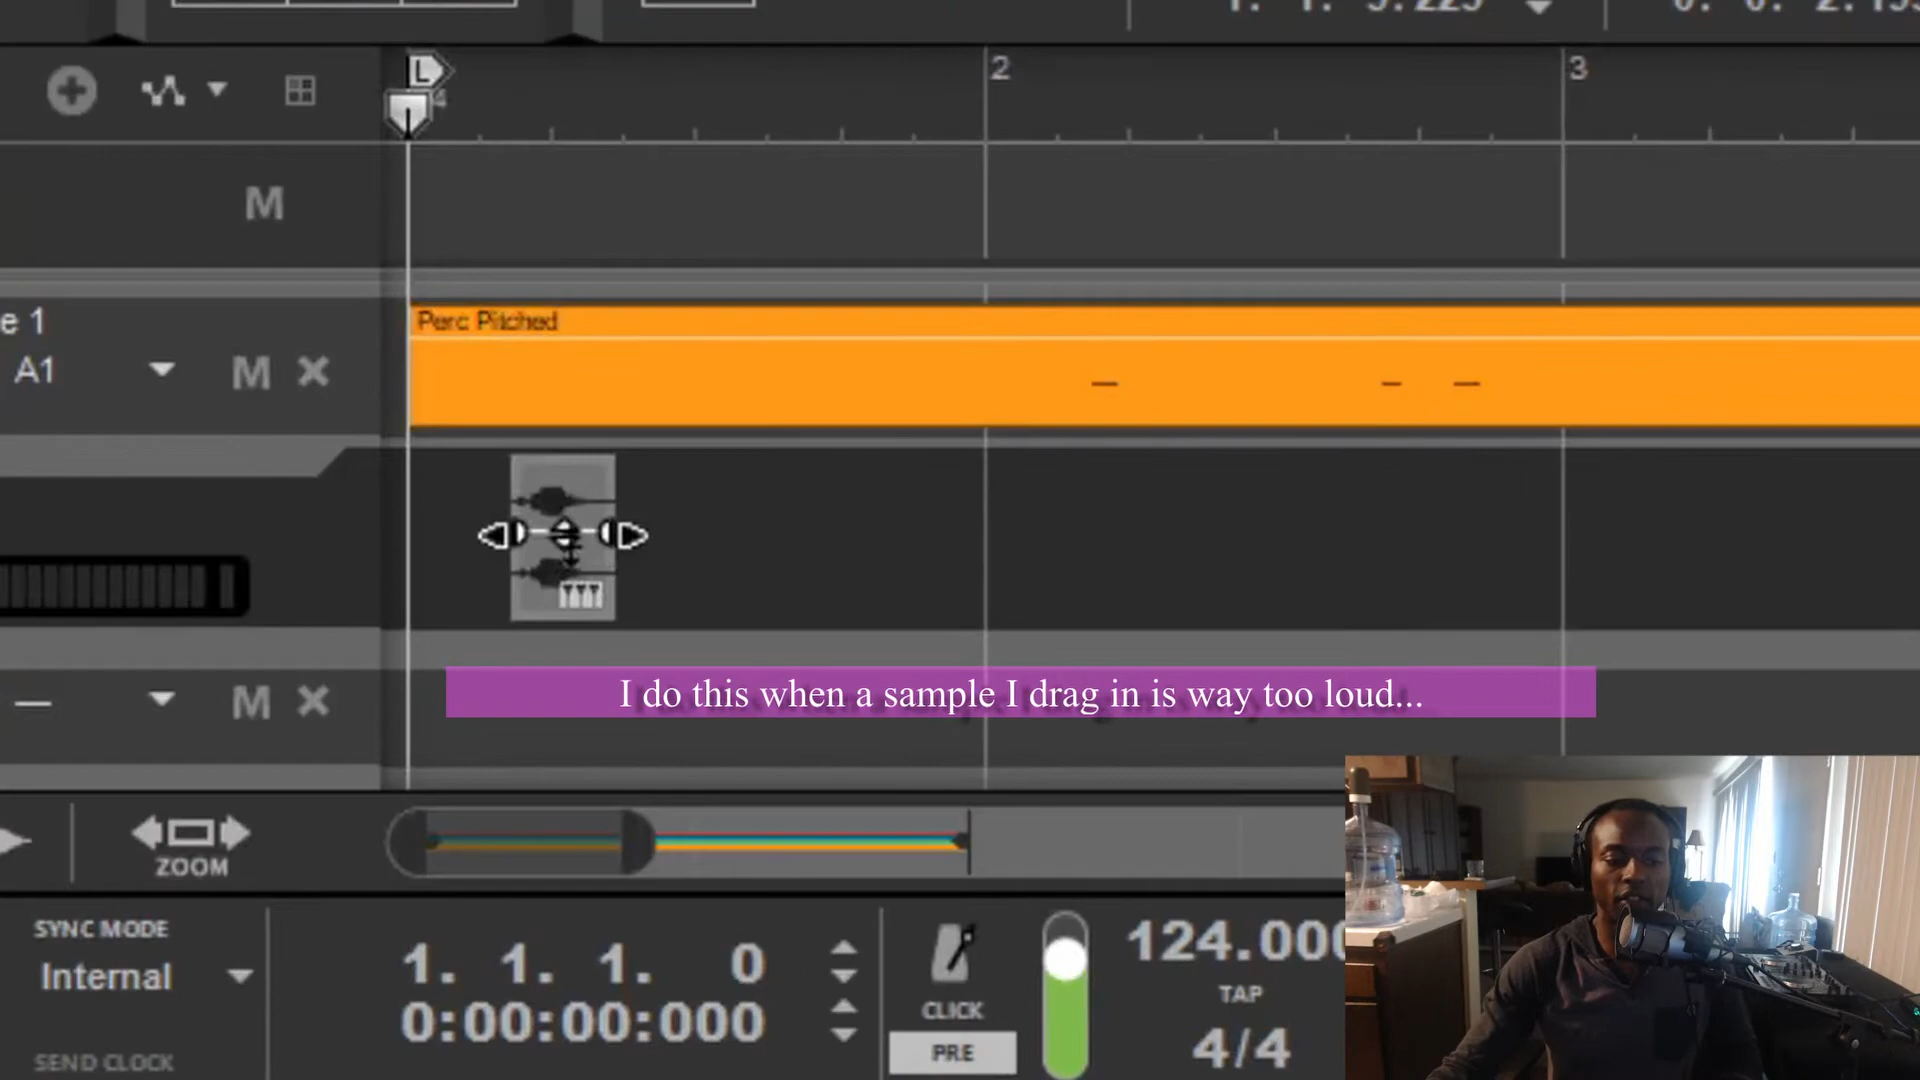 L
4
2
3
M
e 1
Perc Pitched
A1
M
M
I do this when a sample I drag in is way too loud...
ZOOM
SYNC MODE
Internal
SEND CLOCK
1. 1. 1. 0
0:00:00:000
CLICK
PRE
124.000
TAP
4/4